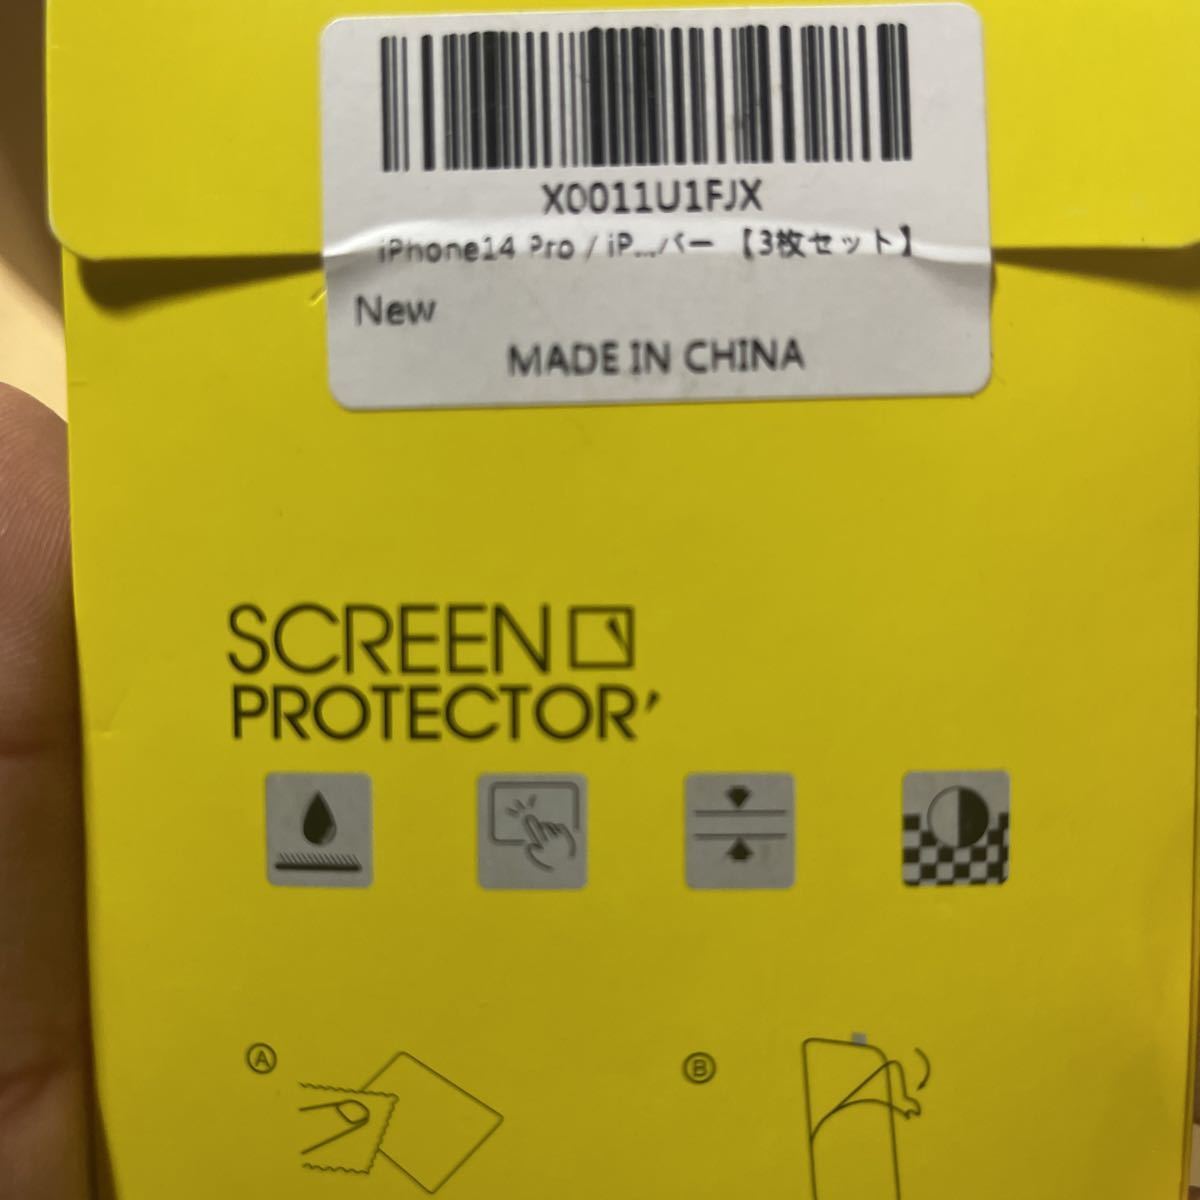 X0011U1FJX
iPhone14 Pro / iP...バー 【3枚セット】
New
MADE IN CHINA
SCREEN
PROTECTOR'
A
B